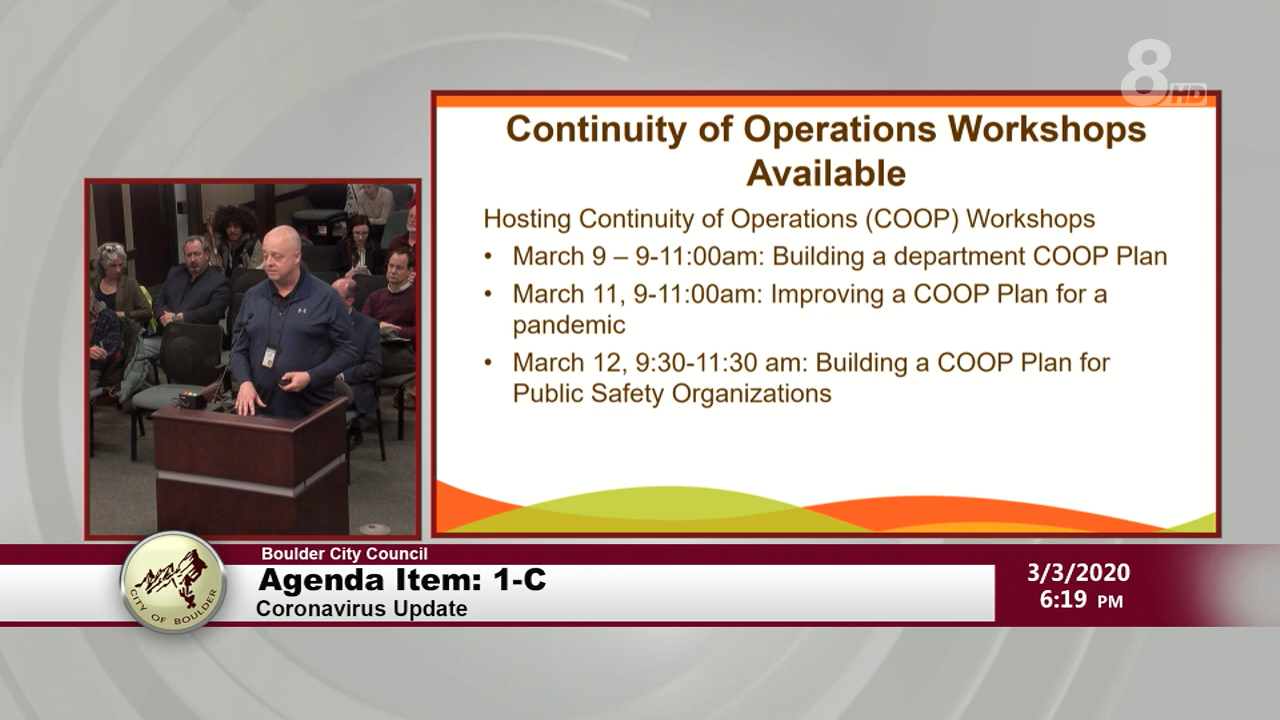 8
HD
Continuity of Operations Workshops
Available
Hosting Continuity of Operations (COOP) Workshops
• March 9 – 9-11:00am: Building a department COOP Plan
• March 11, 9-11:00am: Improving a COOP Plan for a
pandemic
• March 12, 9:30-11:30 am: Building a COOP Plan for
Public Safety Organizations
Boulder City Council
Agenda Item: 1-C
Coronavirus Update
3/3/2020
6:19 PM
CITY OF BOULDER